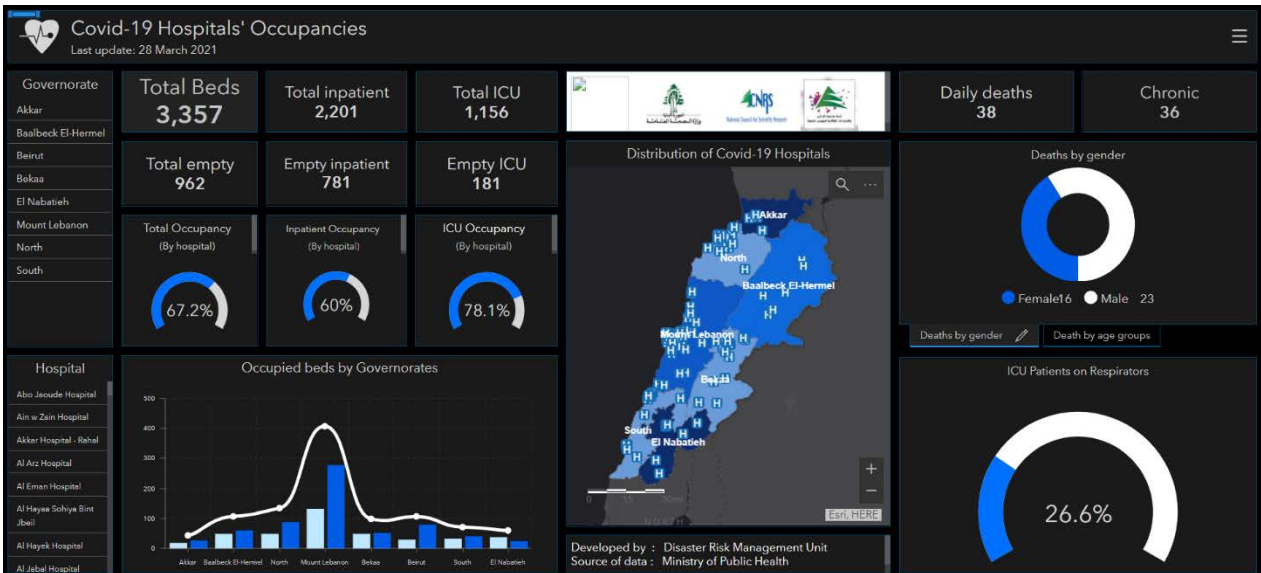 Covid-19 Hospitals' Occupancies
Last update: 28 March 2021
Governorate
Akkar
Baalbeck El-Hermel
Beirut
Bekaa
El Nabatieh
Mount Lebanon
North
South
Total Beds
3,357
Total inpatient
2,201
Total ICU
1,156
Total empty
962
Empty inpatient
781
Empty ICU
181
Total Occupancy
(By hospital)
67.2%
Inpatient Occupancy
(By hospital)
60%
ICU Occupancy
(By hospital)
78.1%
CNRS
National Council for Scientific Research
Distribution of Covid-19 Hospitals
Akkar
North
Baalbeck El-Hermel
Mount Lebanon
Bekaa
South
El Nabatieh
Esri, HERE
Daily deaths
38
Chronic
36
Deaths by gender
Female16 Male 23
Deaths by gender
Death by age groups
ICU Patients on Respirators
26.6%
Hospital
Abo Jaoude Hospital
Ain w Zain Hospital
Akkar Hospital - Rahal
Al Arz Hospital
Al Eman Hospital
Al Hayaa Sohiya Bint
Jbeil
Al Hayek Hospital
Al Jabal Hospital
Occupied beds by Governorates
500
400
300
200
100
0
Akkar Baalbeck El-Hermel North Mount Lebanon Bekaa Beirut South El Nabatieh
Developed by : Disaster Risk Management Unit
Source of data : Ministry of Public Health